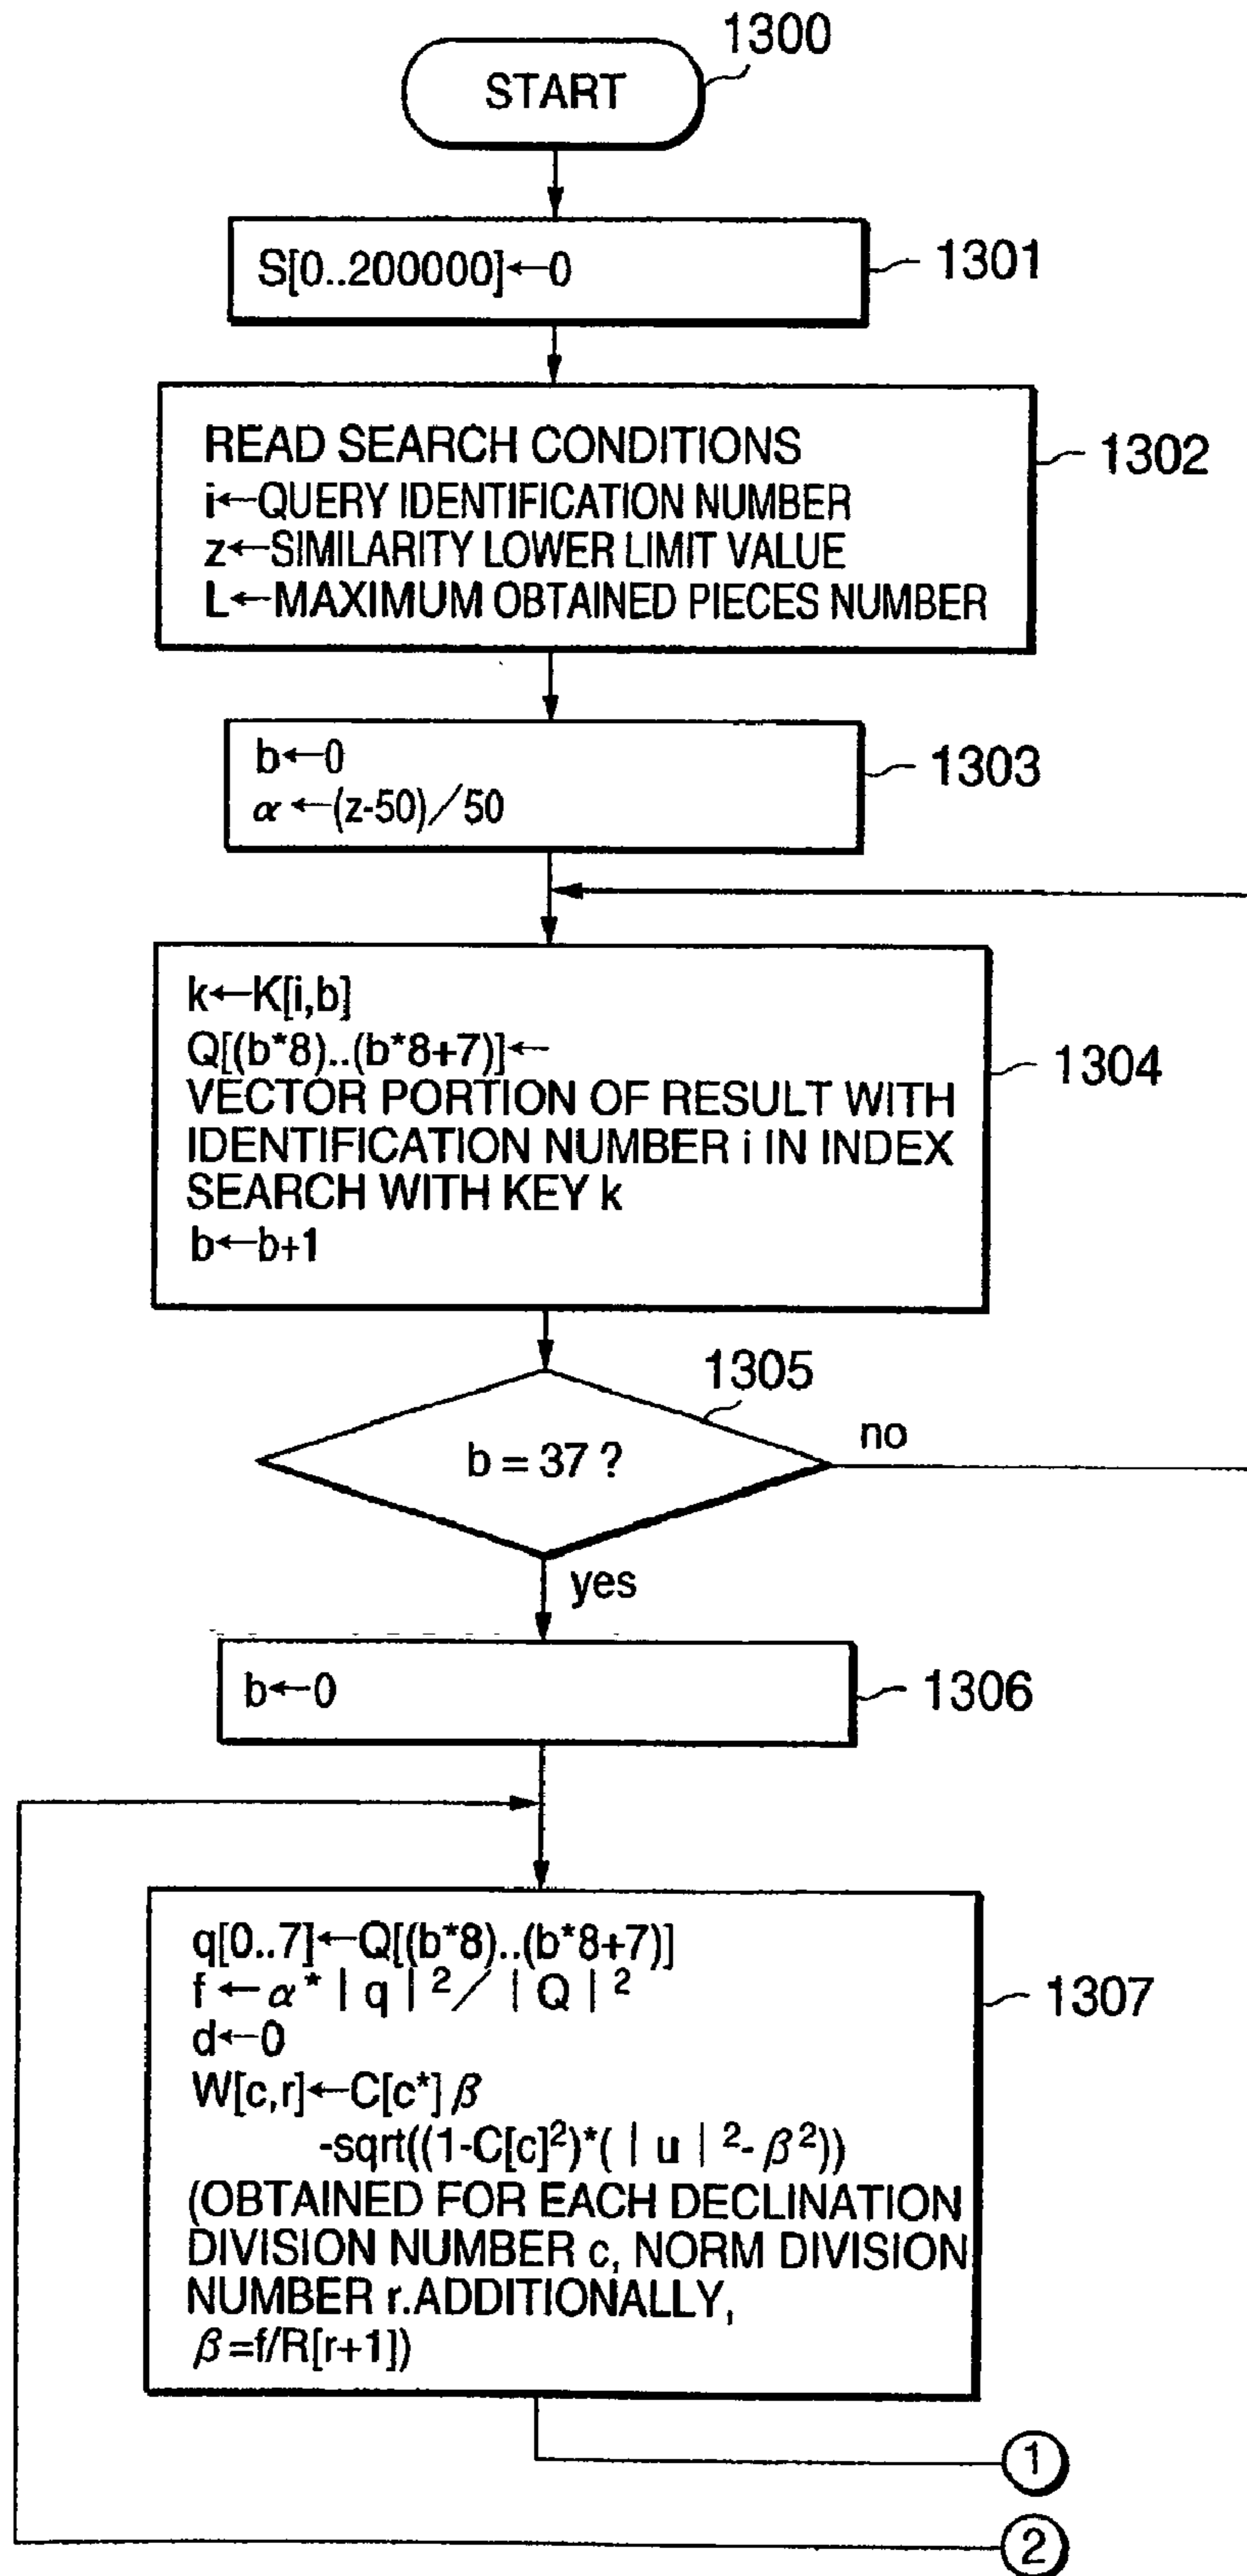 1300
START
S[0..200000]←0
1301
READ SEARCH CONDITIONS
i←QUERY IDENTIFICATION NUMBER
z←SIMILARITY LOWER LIMIT VALUE
L←MAXIMUM OBTAINED PIECES NUMBER
1302
b←0
α←(z-50)/50
1303
k←K[i,b]
Q[(b*8)..(b*8+7)]←
VECTOR PORTION OF RESULT WITH
IDENTIFICATION NUMBER i IN INDEX
SEARCH WITH KEY k
b←b+1
1304
1305
b = 37 ?
no
yes
b←0
1306
q[0..7]←Q[(b*8)..(b*8+7)]
f←α*|q|²/|Q|²
d←0
W[c,r]←C[c*]β
-sqrt((1-C[c]²)*(|u|²-β²))
(OBTAINED FOR EACH DECLINATION
DIVISION NUMBER c, NORM DIVISION
NUMBER r.ADDITIONALLY,
β=f/R[r+1])
1307
1
2